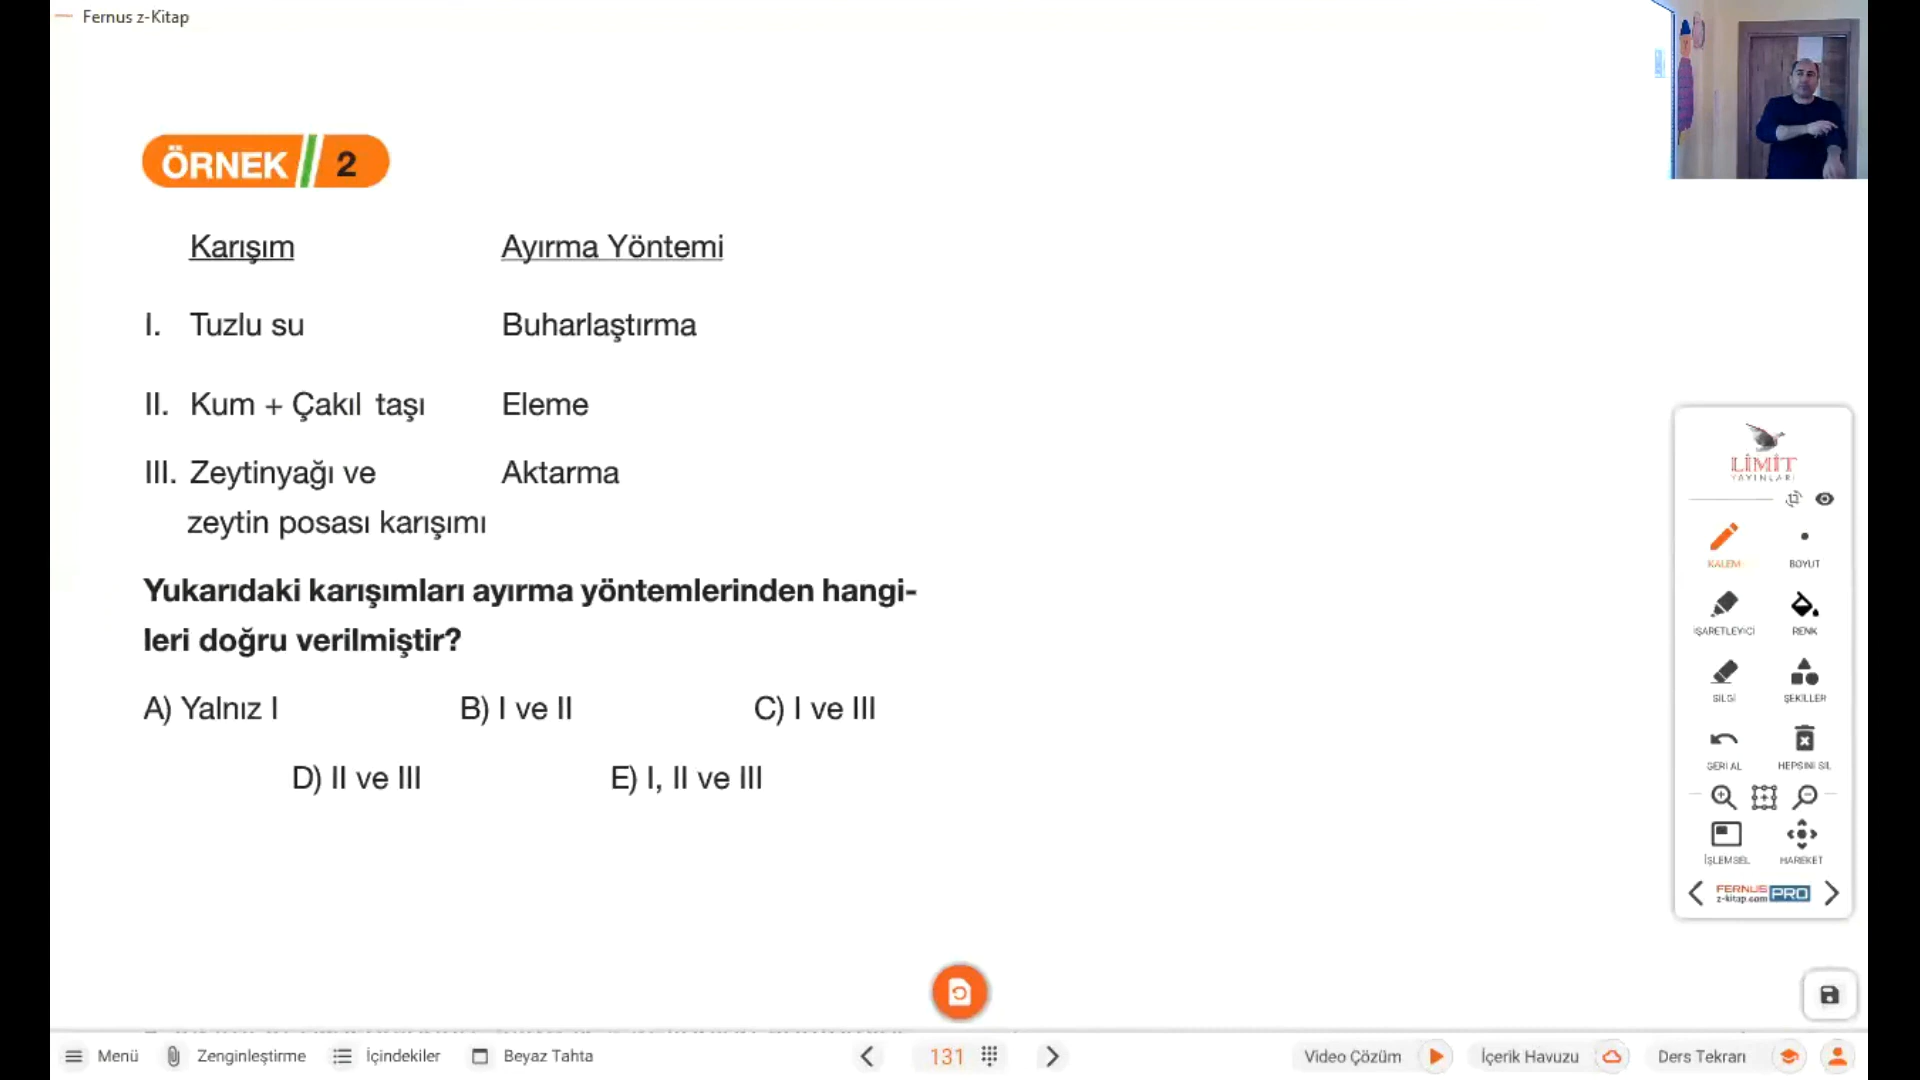 Fernus z-Kitap
ÖRNEK 2
Karışım Ayırma Yöntemi
I. Tuzlu su Buharlaştırma
II. Kum + Çakıl taşı Eleme
III. Zeytinyağı ve Aktarma
zeytin posası karışımı
Yukarıdaki karışımları ayırma yöntemlerinden hangi-
leri doğru verilmiştir?
A) Yalnız I B) I ve II C) I ve III
D) II ve III E) I, II ve III
LİMİT
YAYINLARI
KALEM BOYUT
İŞARETLEYİCİ RENK
SİLGİ ŞEKİLLER
GERİ AL HEPSİNİ SİL
İŞLEMSEL HAREKET
FERNUS PRO
z-kitap.com
Menü Zenginleştirme İçindekiler Beyaz Tahta 131 Video Çözüm İçerik Havuzu Ders Tekrarı